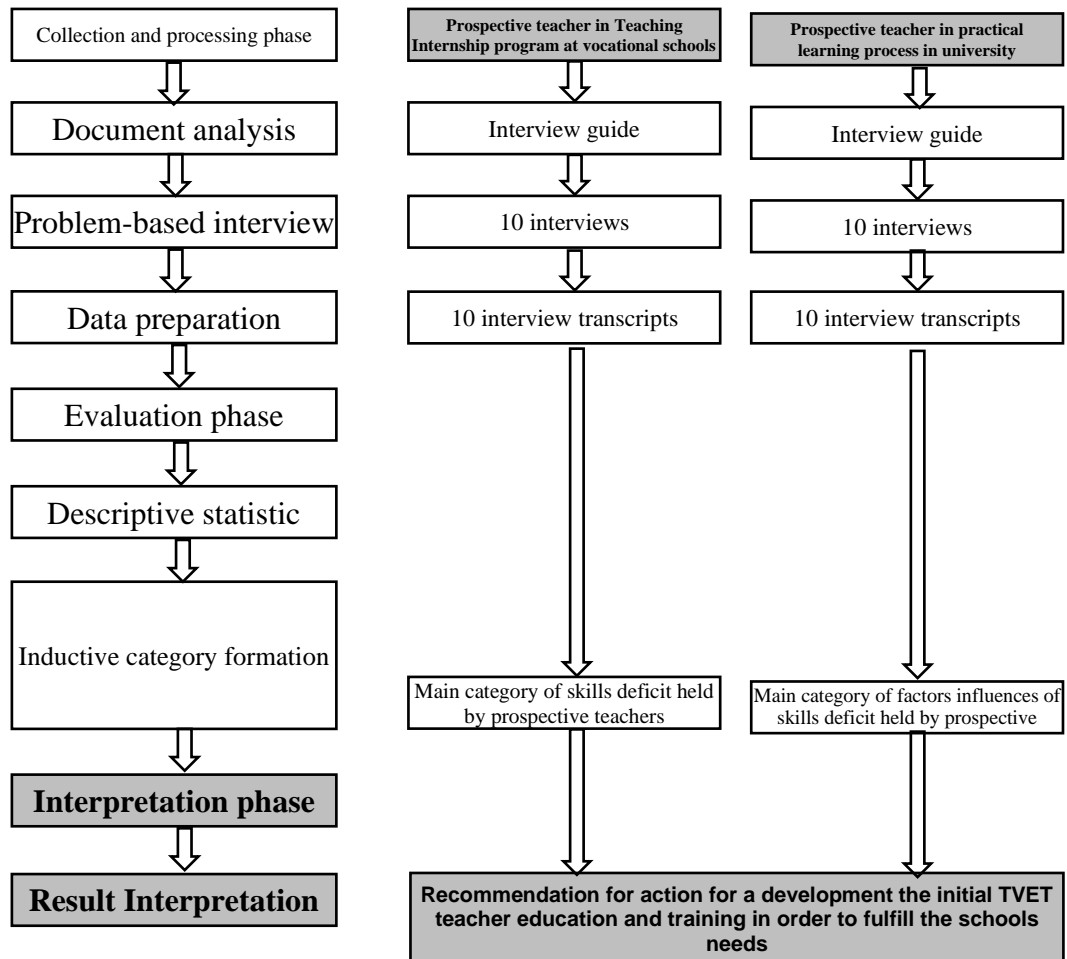 Collection and processing phase
Document analysis
Problem-based interview
Data preparation
Evaluation phase
Descriptive statistic
Inductive category formation
Interpretation phase
Result Interpretation
Prospective teacher in Teaching
Internship program at vocational schools
Interview guide
10 interviews
10 interview transcripts
Main category of skills deficit held
by prospective teachers
Prospective teacher in practical
learning process in university
Interview guide
10 interviews
10 interview transcripts
Main category of factors influences of
skills deficit held by prospective
Recommendation for action for a development the initial TVET
teacher education and training in order to fulfill the schools
needs